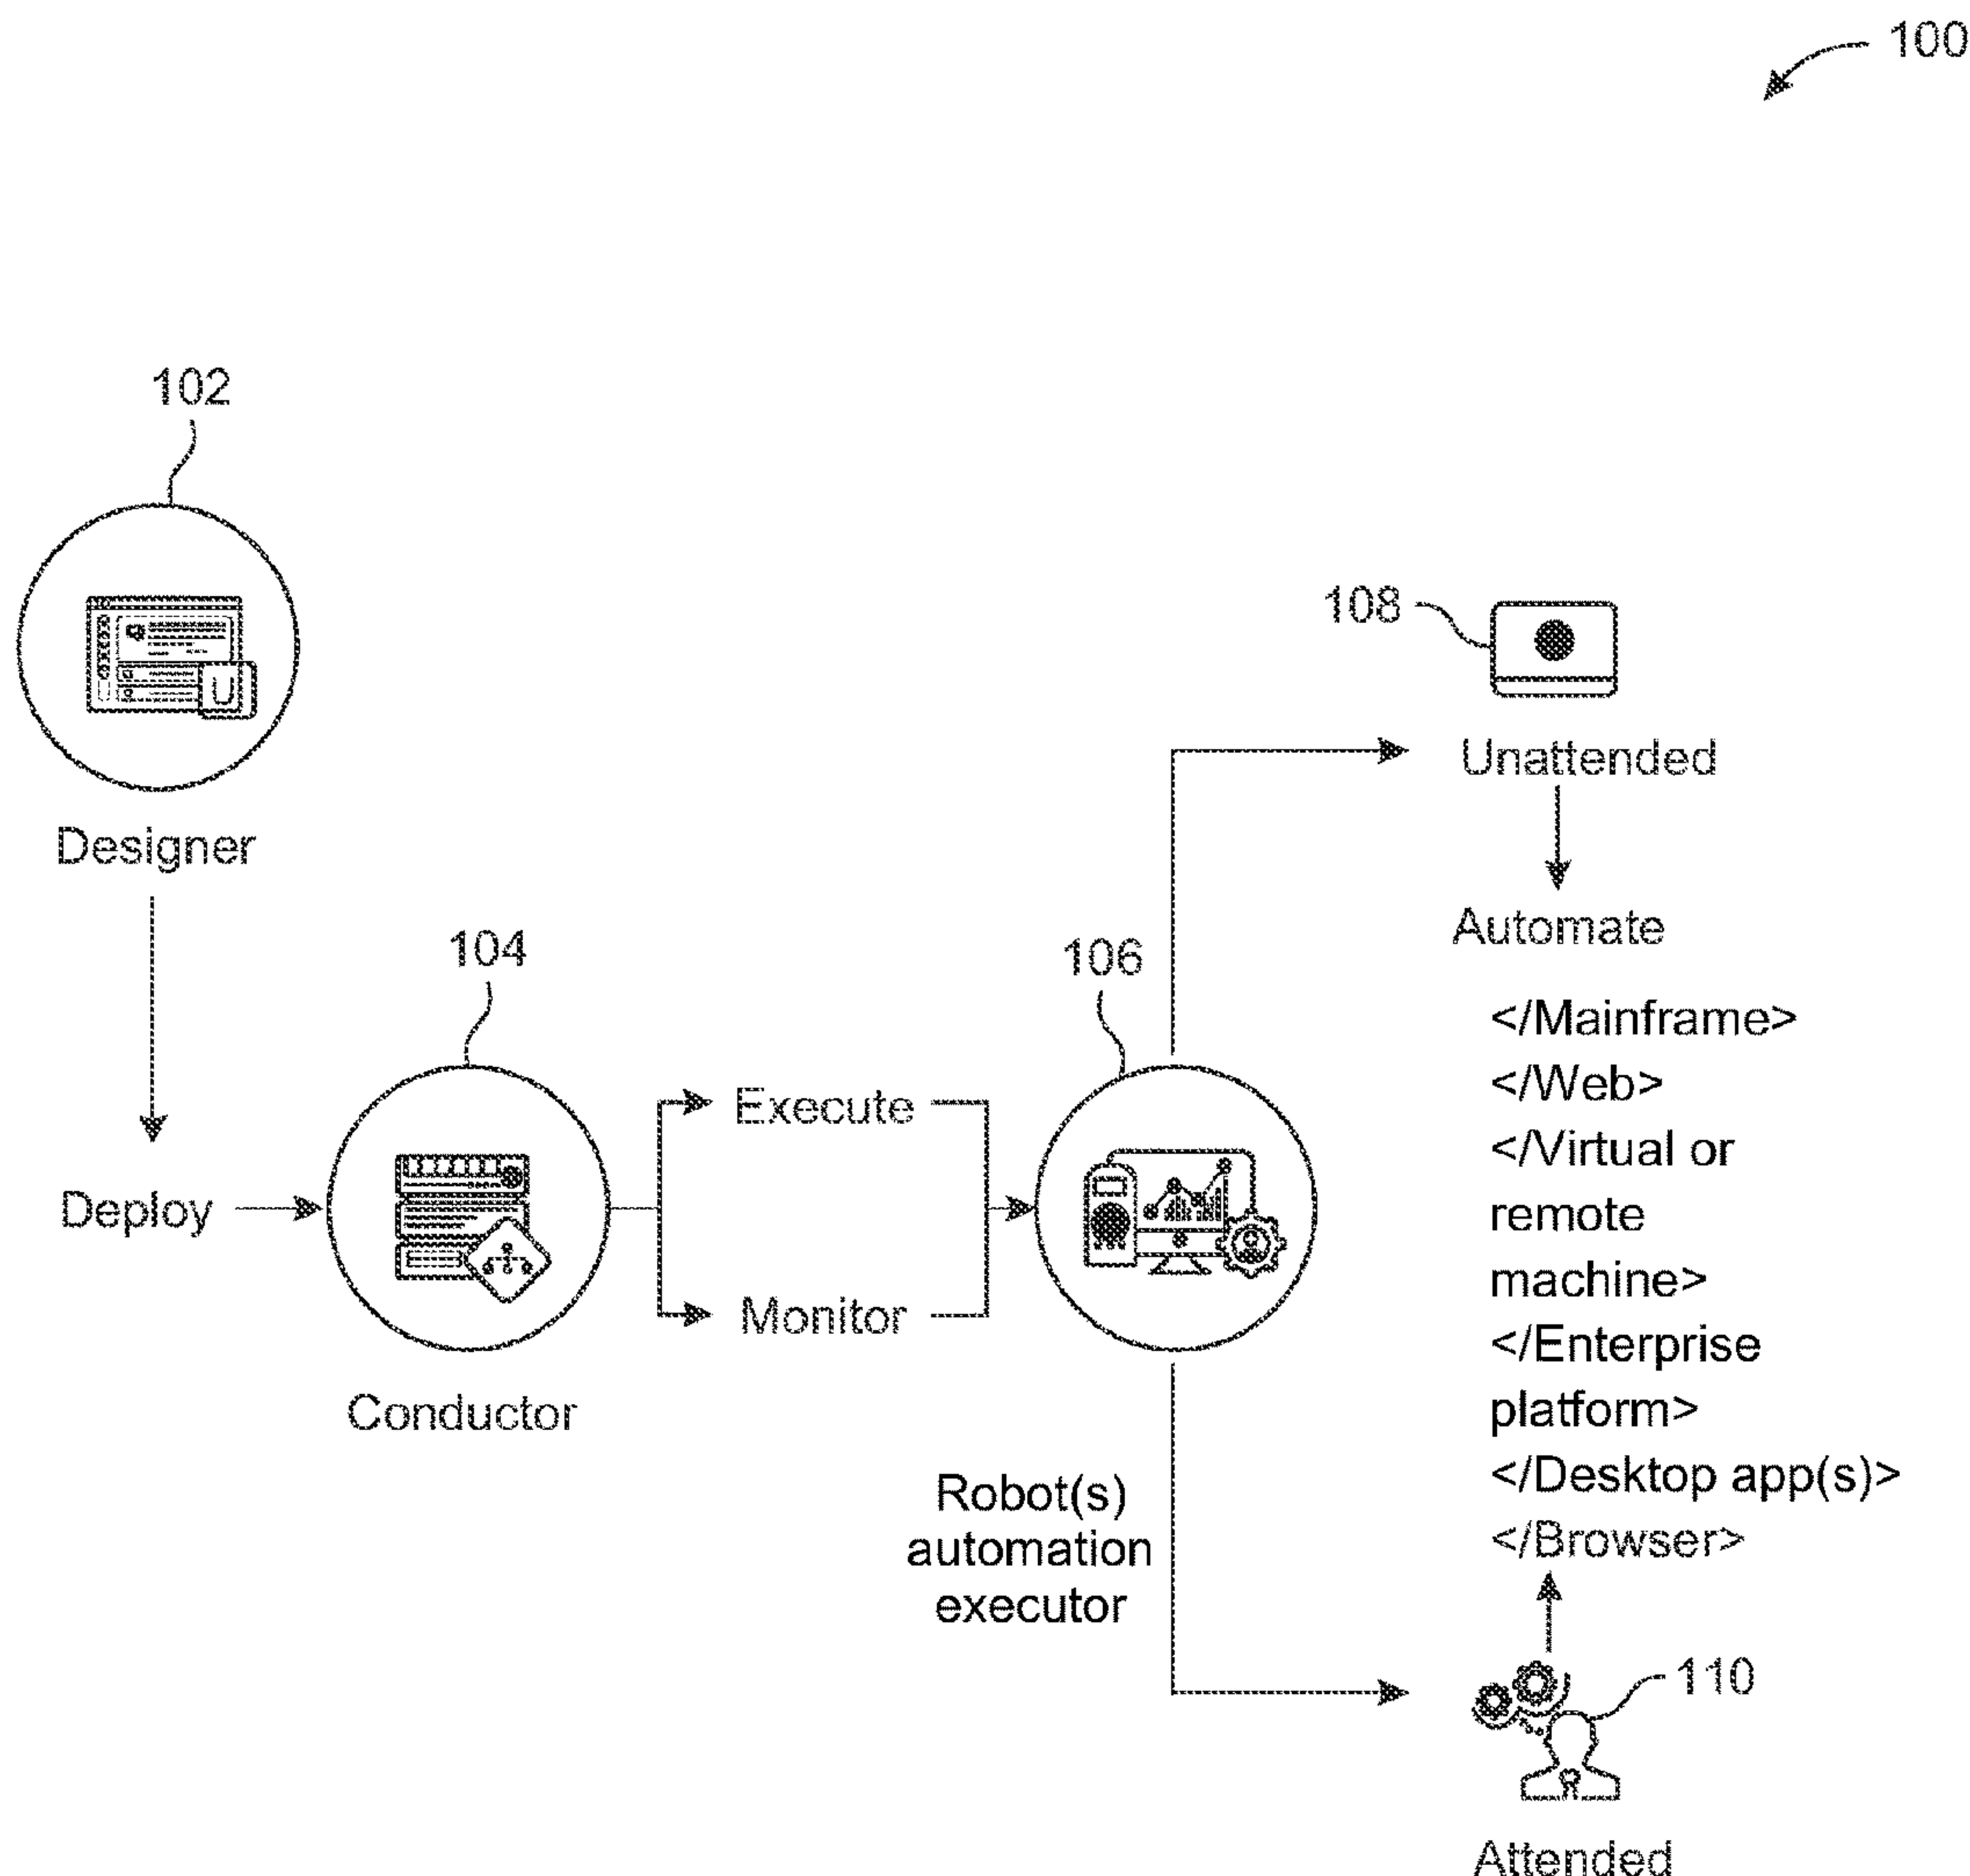 100
102
Designer
Deploy
104
Conductor
Execute
Monitor
106
Robot(s)
automation
executor
108
Unattended
Automate
</Mainframe>
</Web>
</Virtual or
remote
machine>
</Enterprise
platform>
</Desktop app(s)>
</Browser>
110
Attended